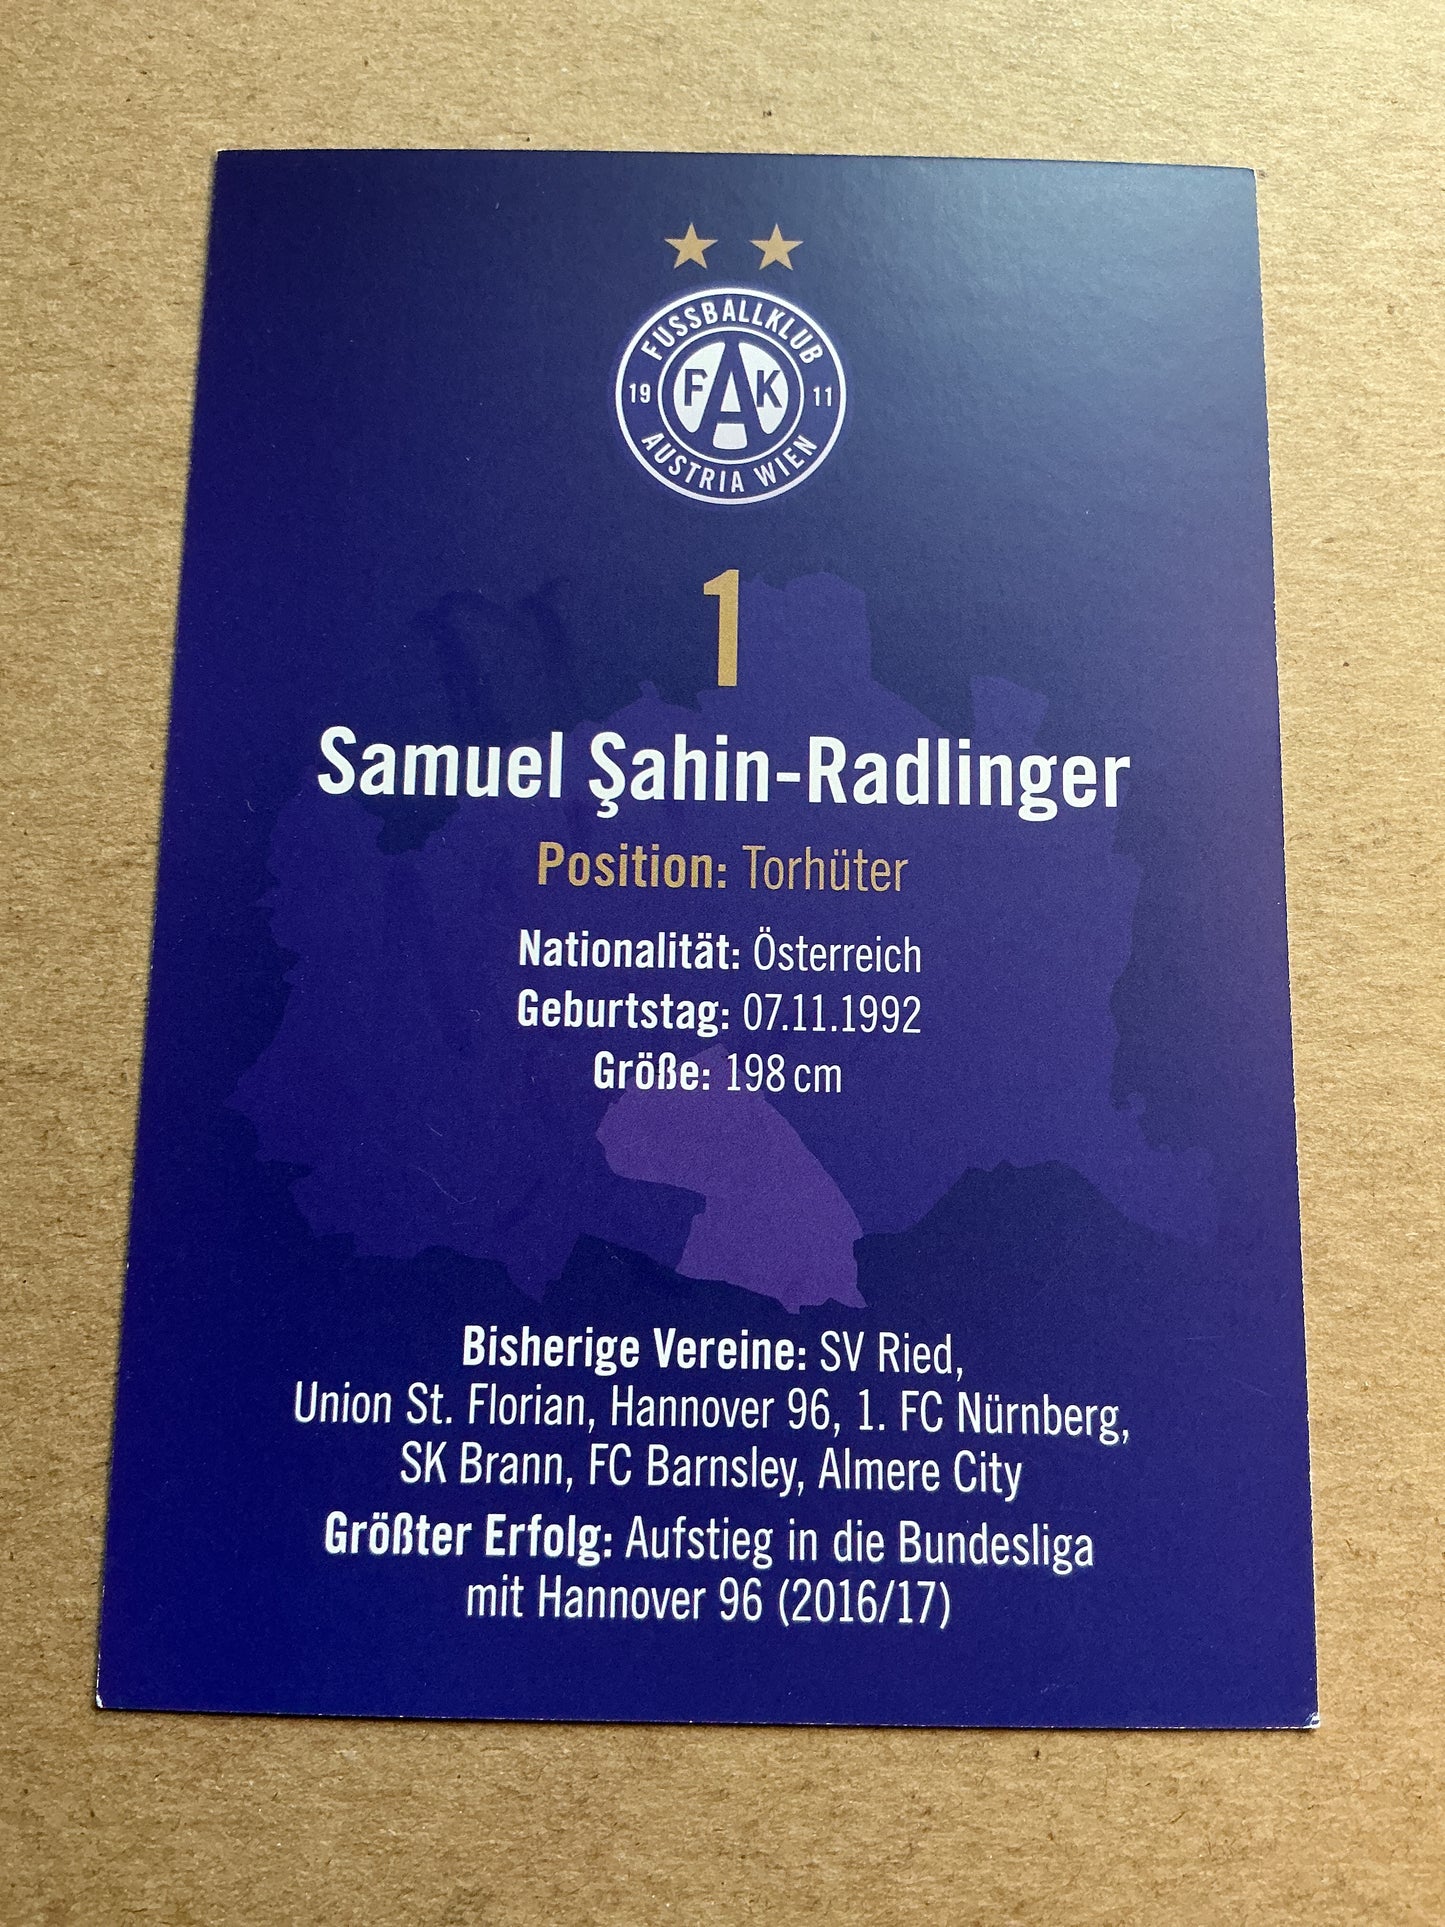 FUSSBALLKLUB
19 FAK 11
AUSTRIA WIEN
1
Samuel Şahin-Radlinger
Position: Torhüter
Nationalität: Österreich
Geburtstag: 07.11.1992
Größe: 198 cm
Bisherige Vereine: SV Ried,
Union St. Florian, Hannover 96, 1. FC Nürnberg,
SK Brann, FC Barnsley, Almere City
Größter Erfolg: Aufstieg in die Bundesliga
mit Hannover 96 (2016/17)